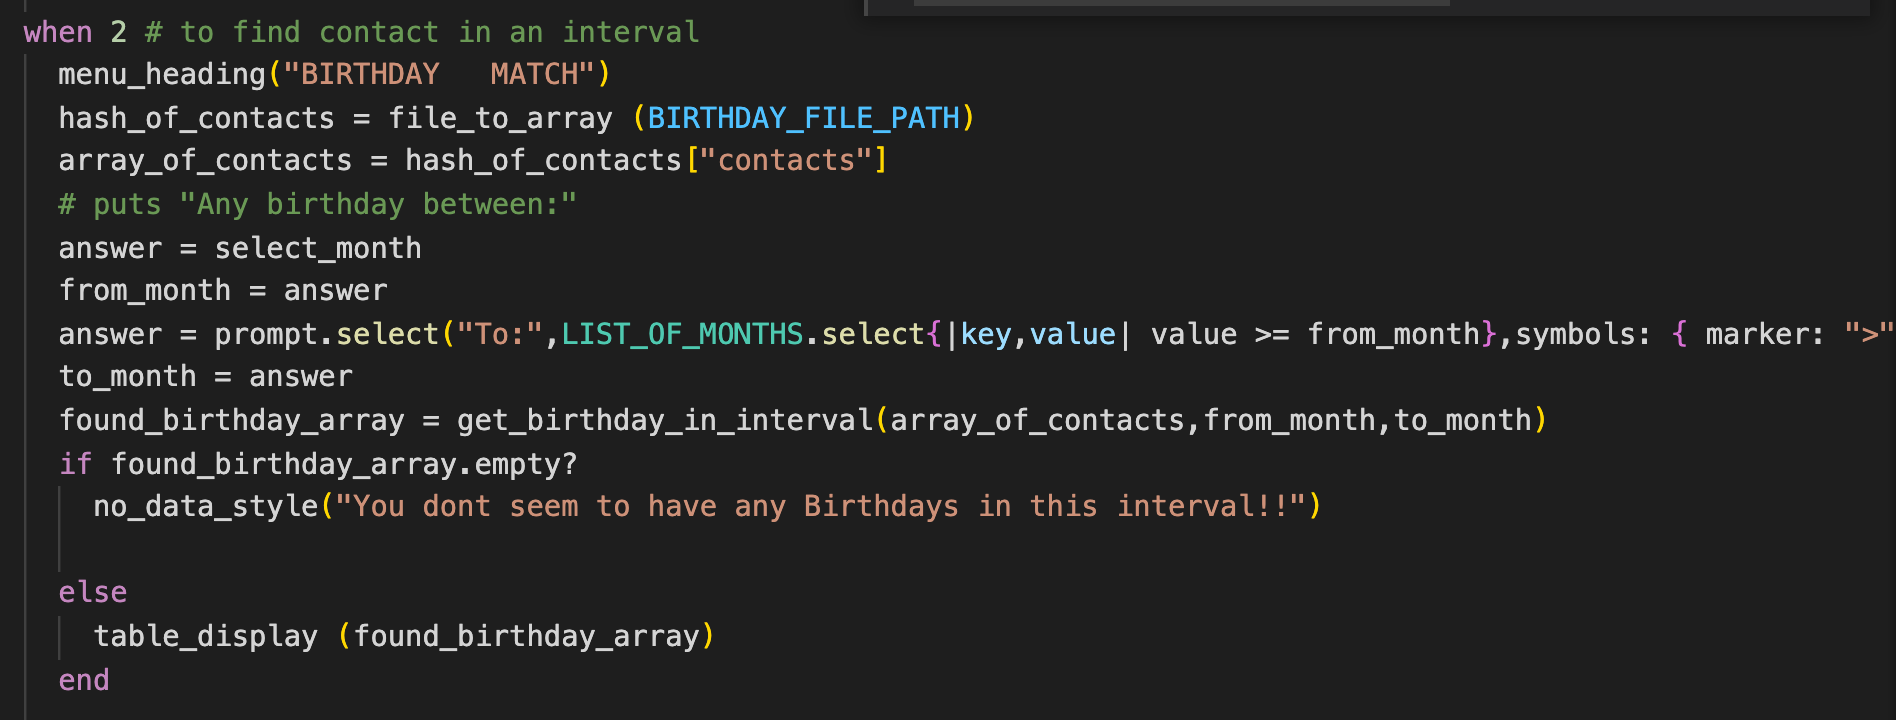 when 2 # to find contact in an interval
menu_heading("BIRTHDAY   MATCH")
hash_of_contacts = file_to_array (BIRTHDAY_FILE_PATH)
array_of_contacts = hash_of_contacts["contacts"]
# puts "Any birthday between:"
answer = select_month
from_month = answer
answer = prompt.select("To:",LIST_OF_MONTHS.select{|key,value| value >= from_month},symbols: { marker: ">"
to_month = answer
found_birthday_array = get_birthday_in_interval(array_of_contacts,from_month,to_month)
if found_birthday_array.empty?
no_data_style("You dont seem to have any Birthdays in this interval!!")
else
table_display (found_birthday_array)
end